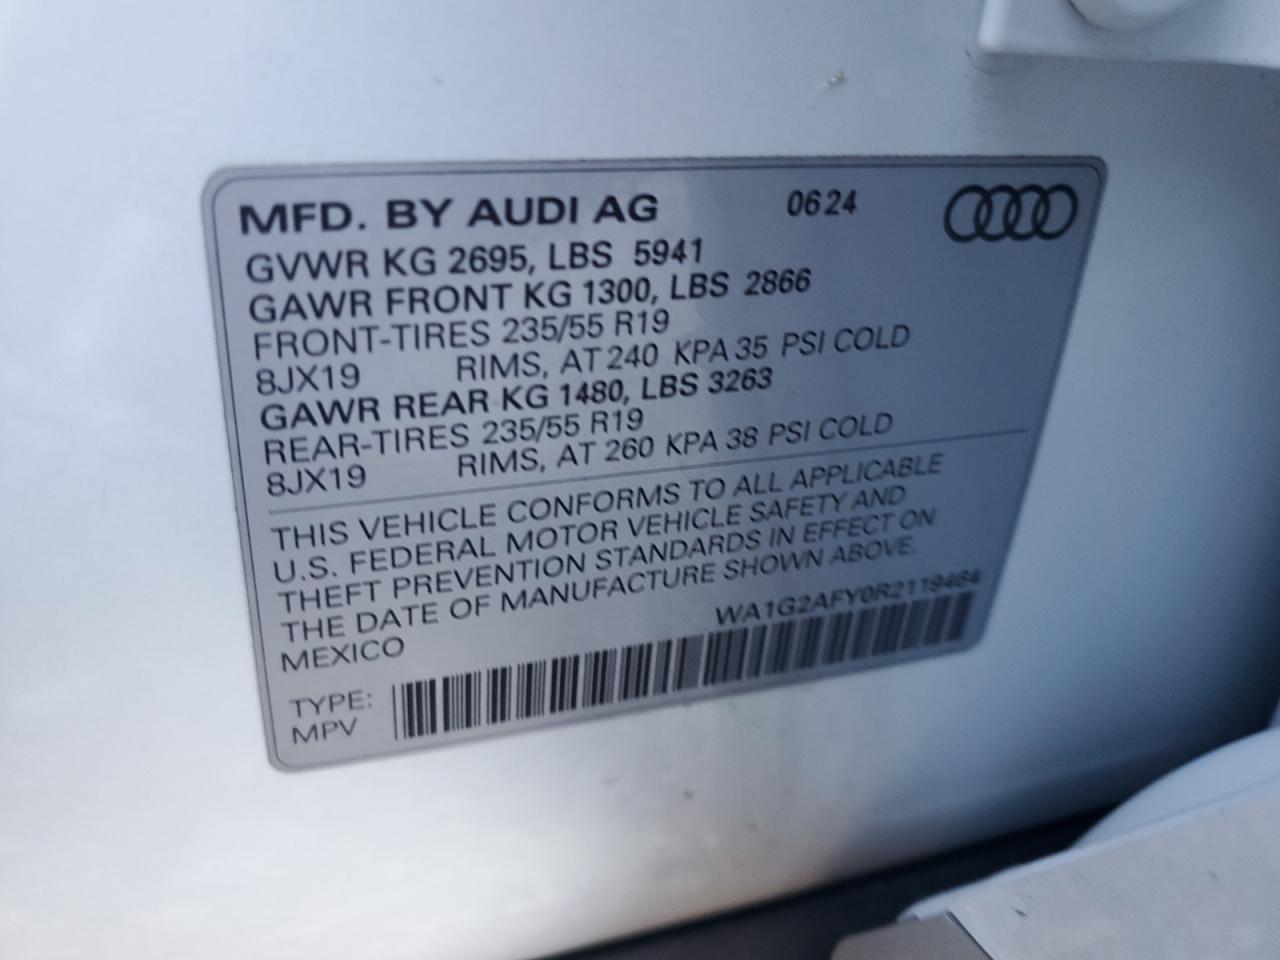 MFD. BY AUDI AG 0624
GVWR KG 2695, LBS 5941
GAWR FRONT KG 1300, LBS 2866
FRONT-TIRES 235/55 R19
8JX19 RIMS, AT 240 KPA 35 PSI COLD
GAWR REAR KG 1480, LBS 3263
REAR-TIRES 235/55 R19
8JX19 RIMS, AT 260 KPA 38 PSI COLD
THIS VEHICLE CONFORMS TO ALL APPLICABLE
U.S. FEDERAL MOTOR VEHICLE SAFETY AND
THEFT PREVENTION STANDARDS IN EFFECT ON
THE DATE OF MANUFACTURE SHOWN ABOVE.
MEXICO WA1G2AFY0R2119464
TYPE:
MPV